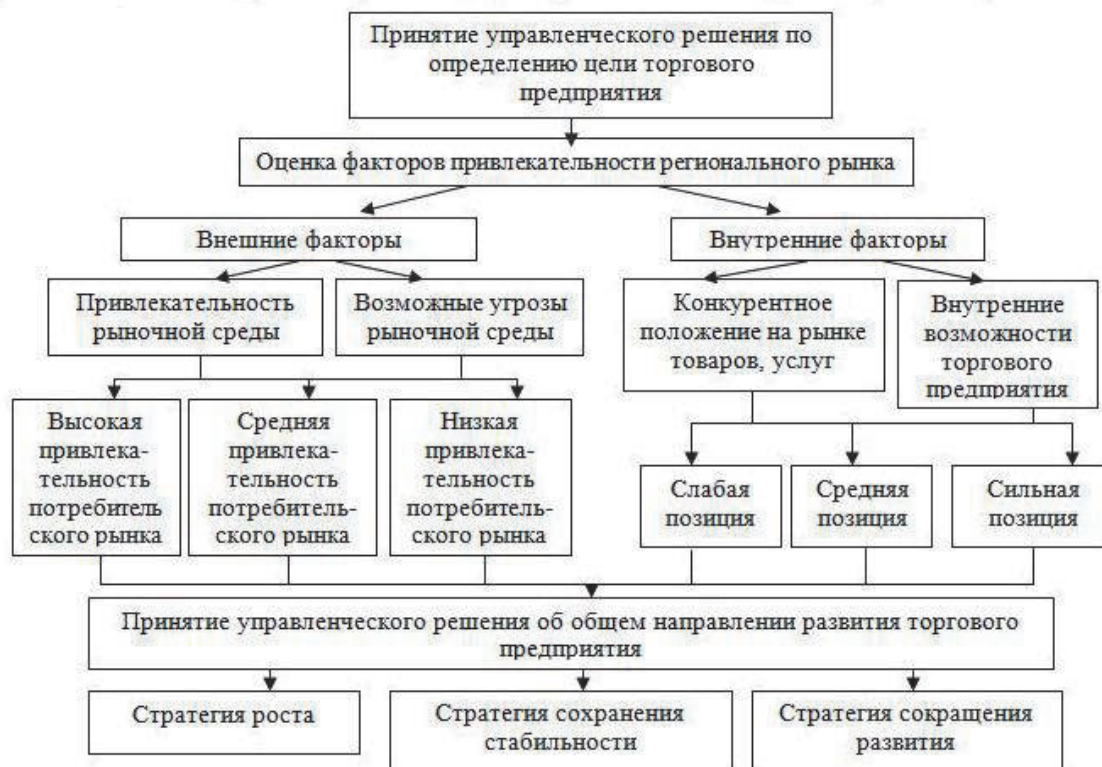 Принятие управленческого решения по
определению цели торгового
предприятия
Оценка факторов привлекательности регионального рынка
Внешние факторы
Внутренние факторы
Привлекательность
рыночной среды
Возможные угрозы
рыночной среды
Конкурентное
положение на рынке
товаров, услуг
Внутренние
возможности
торгового
предприятия
Высокая
привлека-
тельность
потребитель
ского рынка
Средняя
привлека-
тельность
потребитель-
ского рынка
Низкая
привлека-
тельность
потребитель-
ского рынка
Слабая
позиция
Средняя
позиция
Сильная
позиция
Принятие управленческого решения об общем направлении развития торгового
предприятия
Стратегия роста
Стратегия сохранения
стабильности
Стратегия сокращения
развития